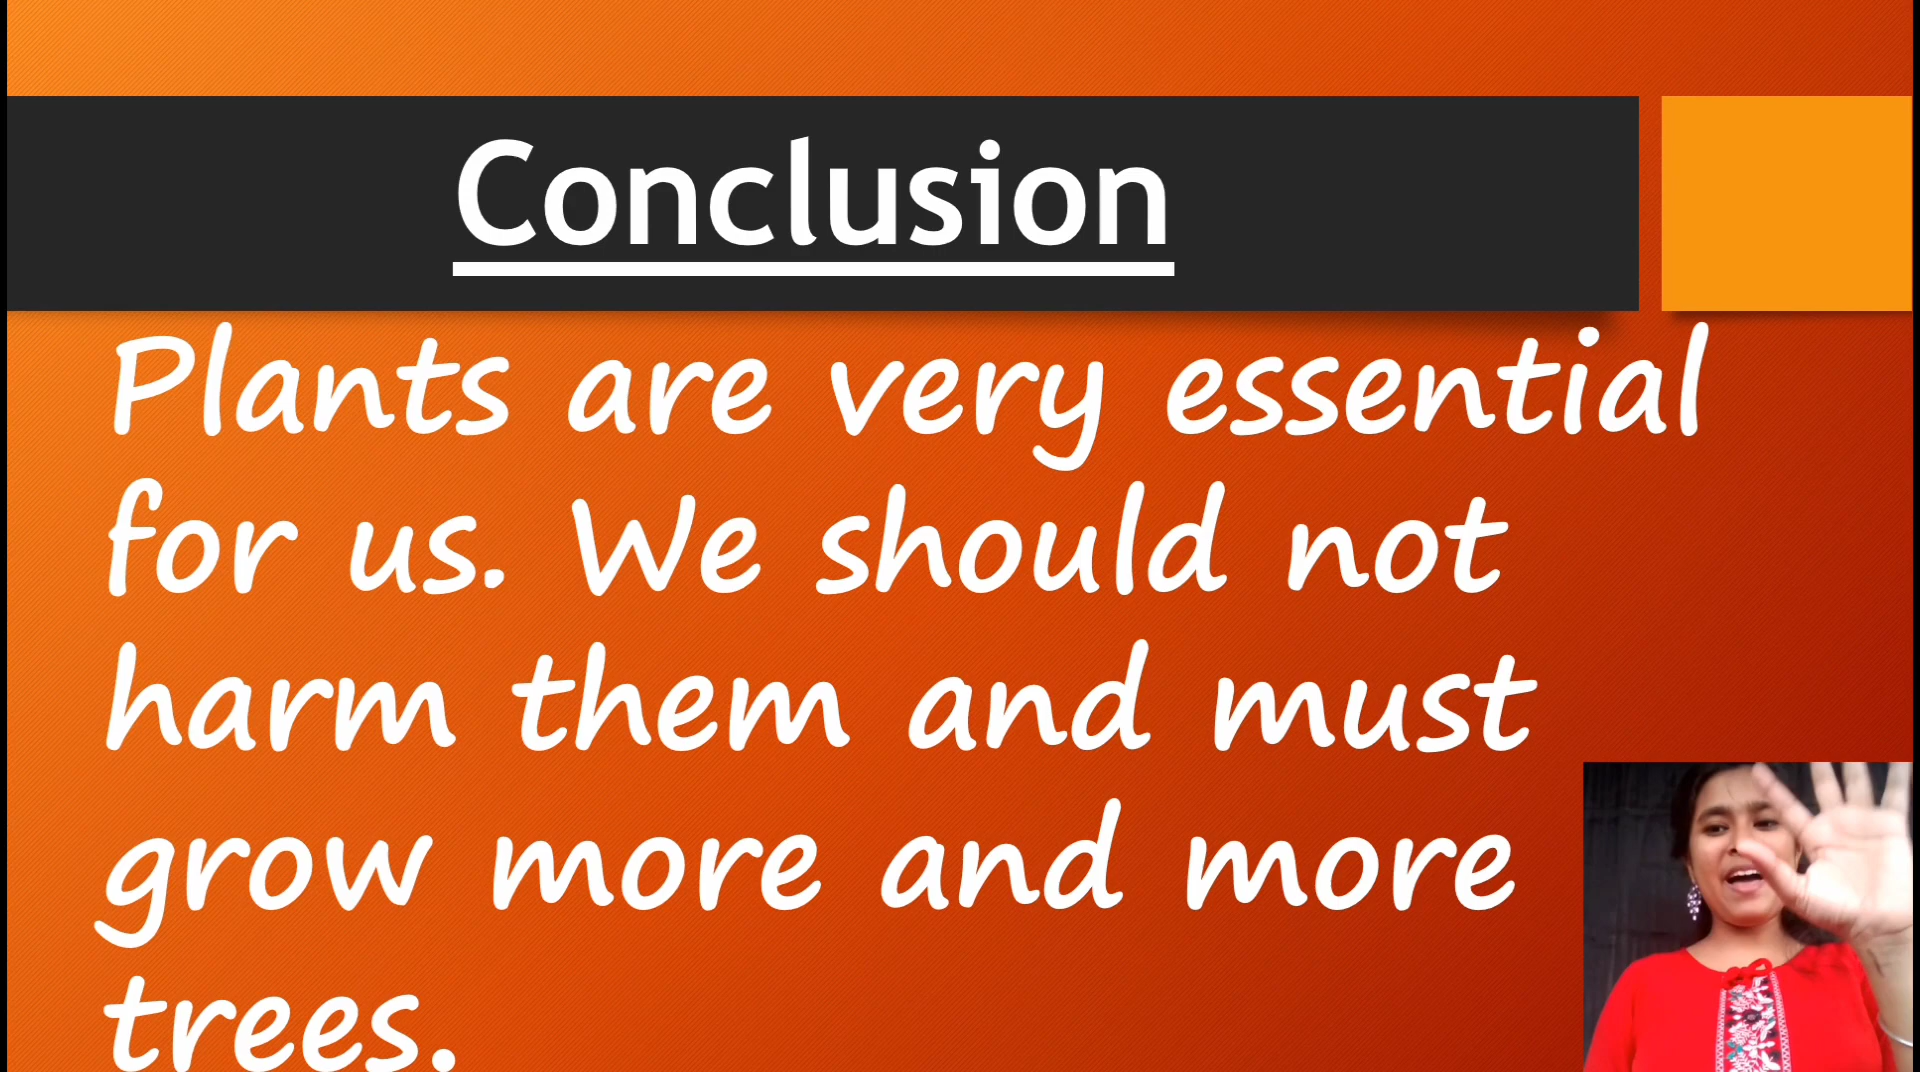 Conclusion
Plants are very essential
for us. We should not
harm them and must
grow more and more
trees.